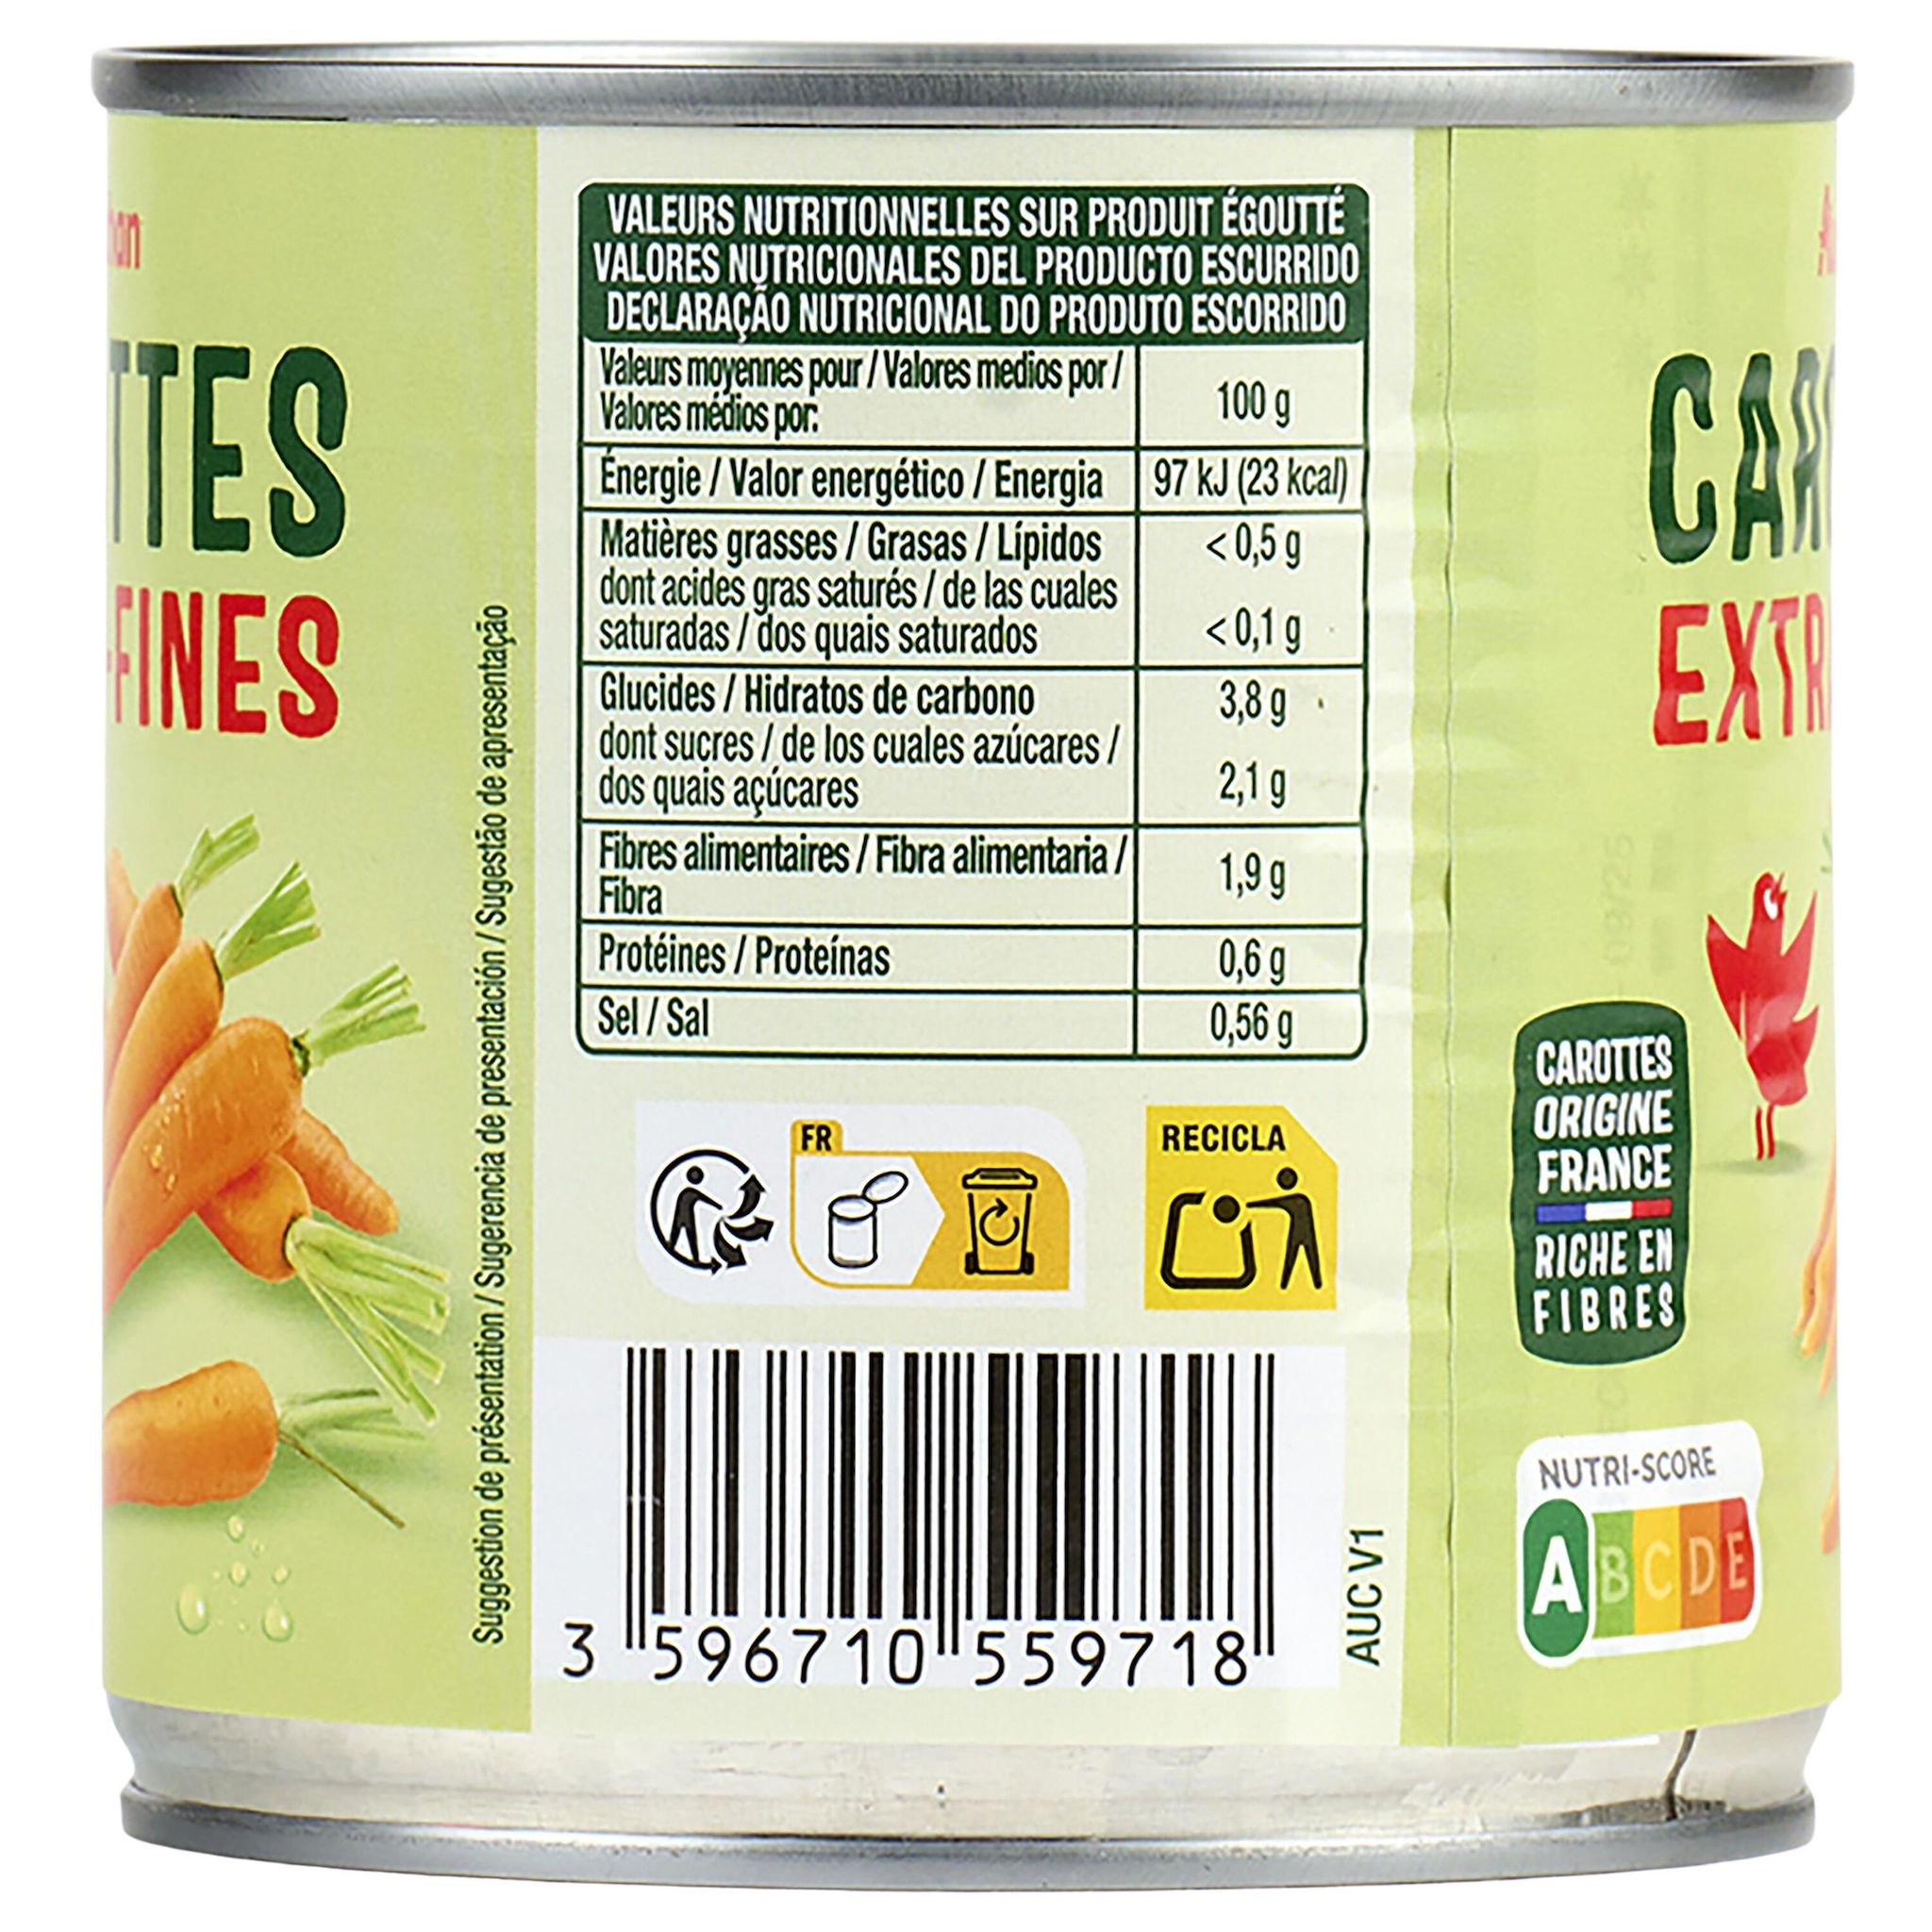 TTES
-FINES
Suggestion de présentation / Sugerencia de presentación / Sugestão de apresentação
VALEURS NUTRITIONNELLES SUR PRODUIT ÉGOUTTÉ
VALORES NUTRICIONALES DEL PRODUCTO ESCURRIDO
DECLARAÇÃO NUTRICIONAL DO PRODUTO ESCORRIDO
Valeurs moyennes pour / Valores medios por /
Valores médios por: 100 g
Énergie / Valor energético / Energia 97 kJ (23 kcal)
Matières grasses / Grasas / Lípidos < 0,5 g
dont acides gras saturés / de las cuales
saturadas / dos quais saturados < 0,1 g
Glucides / Hidratos de carbono 3,8 g
dont sucres / de los cuales azúcares /
dos quais açúcares 2,1 g
Fibres alimentaires / Fibra alimentaria /
Fibra 1,9 g
Protéines / Proteínas 0,6 g
Sel / Sal 0,56 g
FR
RECICLA
3 596710 559718
AUC V1
CAR
EXTR
CAROTTES
ORIGINE
FRANCE
RICHE EN
FIBRES
NUTRI-SCORE
A B C D E